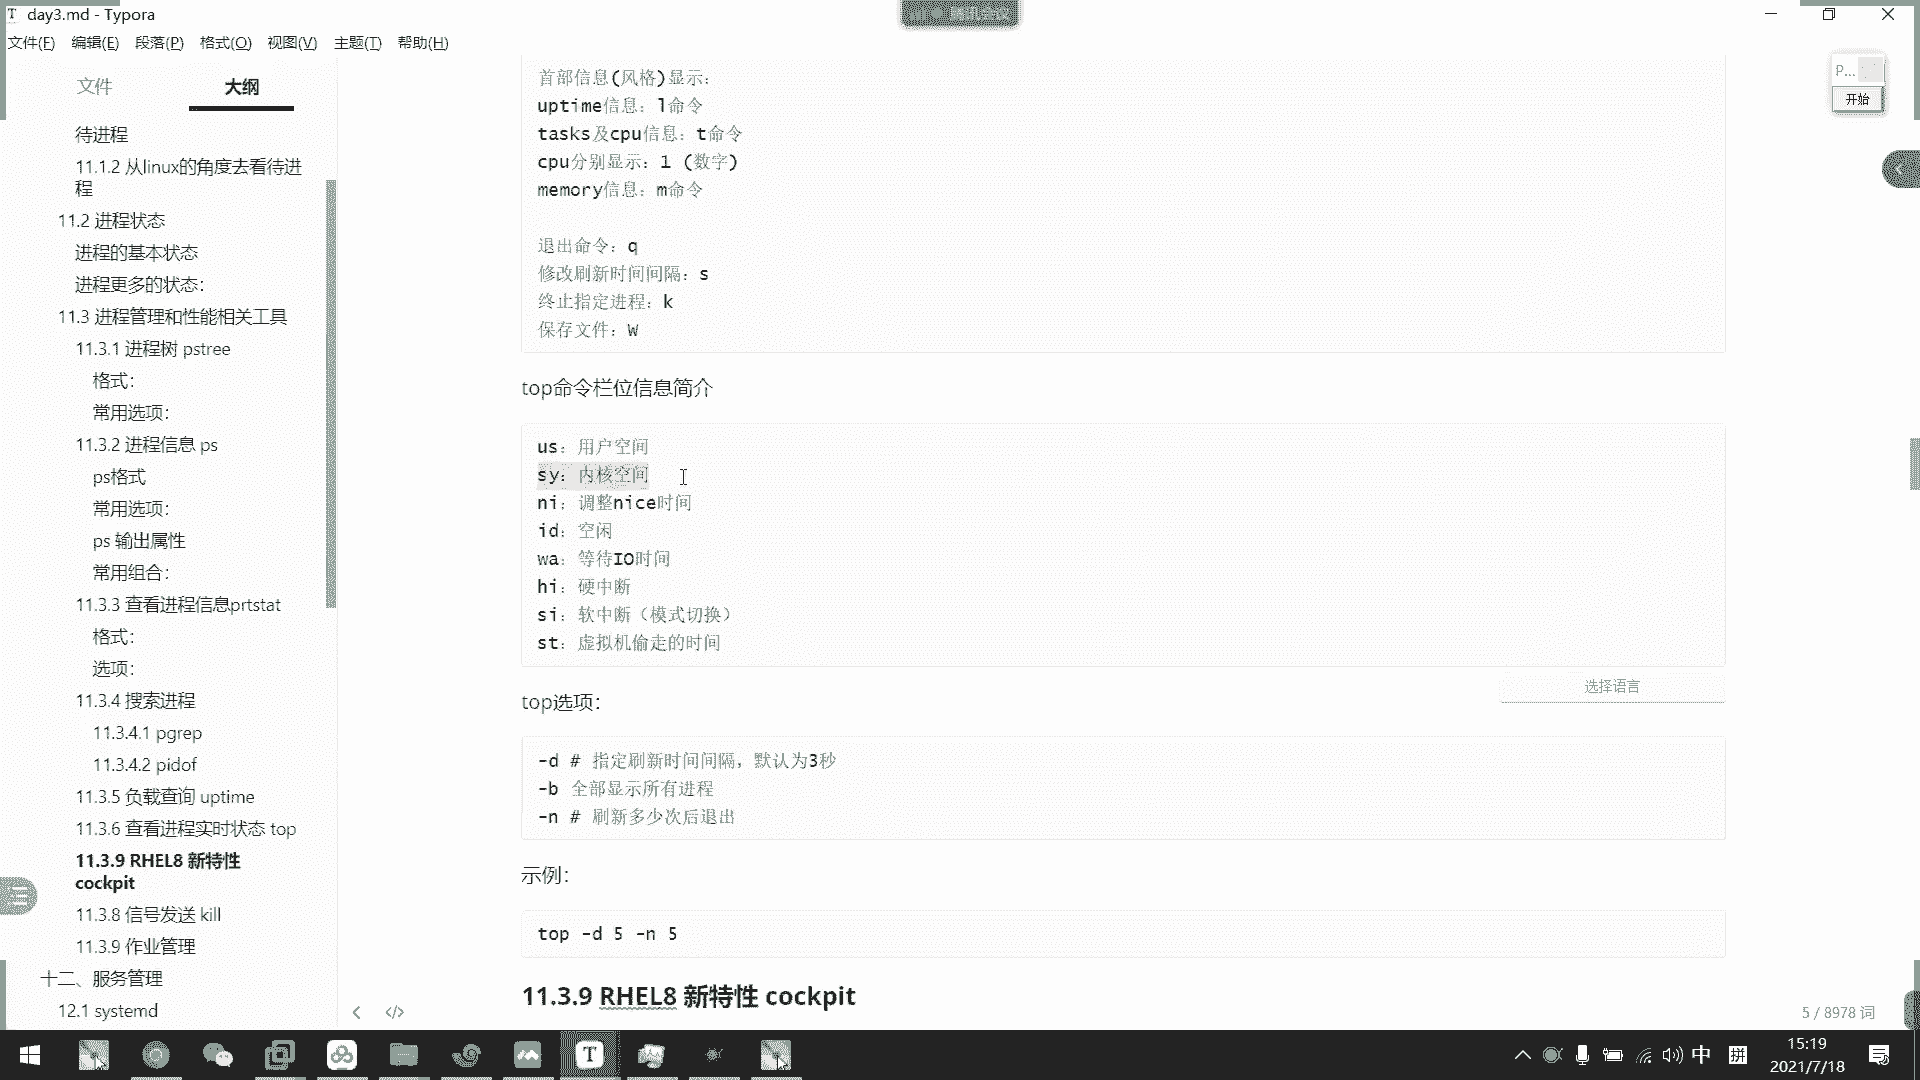 day3.md - Typora
腾讯会议
文件(F) 编辑(E) 段落(P) 格式(O) 视图(V) 主题(T) 帮助(H)
文件 大纲
待进程
11.1.2 从linux的角度去看待进
程
11.2 进程状态
进程的基本状态
进程更多的状态:
11.3 进程管理和性能相关工具
11.3.1 进程树 pstree
格式:
常用选项:
11.3.2 进程信息 ps
ps格式
常用选项:
ps 输出属性
常用组合:
11.3.3 查看进程信息prtstat
格式:
选项:
11.3.4 搜索进程
11.3.4.1 pgrep
11.3.4.2 pidof
11.3.5 负载查询 uptime
11.3.6 查看进程实时状态 top
11.3.9 RHEL8 新特性
cockpit
11.3.8 信号发送 kill
11.3.9 作业管理
十二、服务管理
12.1 systemd
首部信息(风格)显示:
uptime信息: l命令
tasks及cpu信息: t命令
cpu分别显示: 1 (数字)
memory信息: m命令
退出命令: q
修改刷新时间间隔: s
终止指定进程: k
保存文件: W
top命令栏位信息简介
us: 用户空间
sy: 内核空间
ni: 调整nice时间
id: 空闲
wa: 等待IO时间
hi: 硬中断
si: 软中断（模式切换）
st: 虚拟机偷走的时间
选择语言
top选项:
-d # 指定刷新时间间隔，默认为3秒
-b 全部显示所有进程
-n # 刷新多少次后退出
示例:
top -d 5 -n 5
11.3.9 RHEL8 新特性 cockpit
5 / 8978 词
P...
开始
中
拼
15:19
2021/7/18